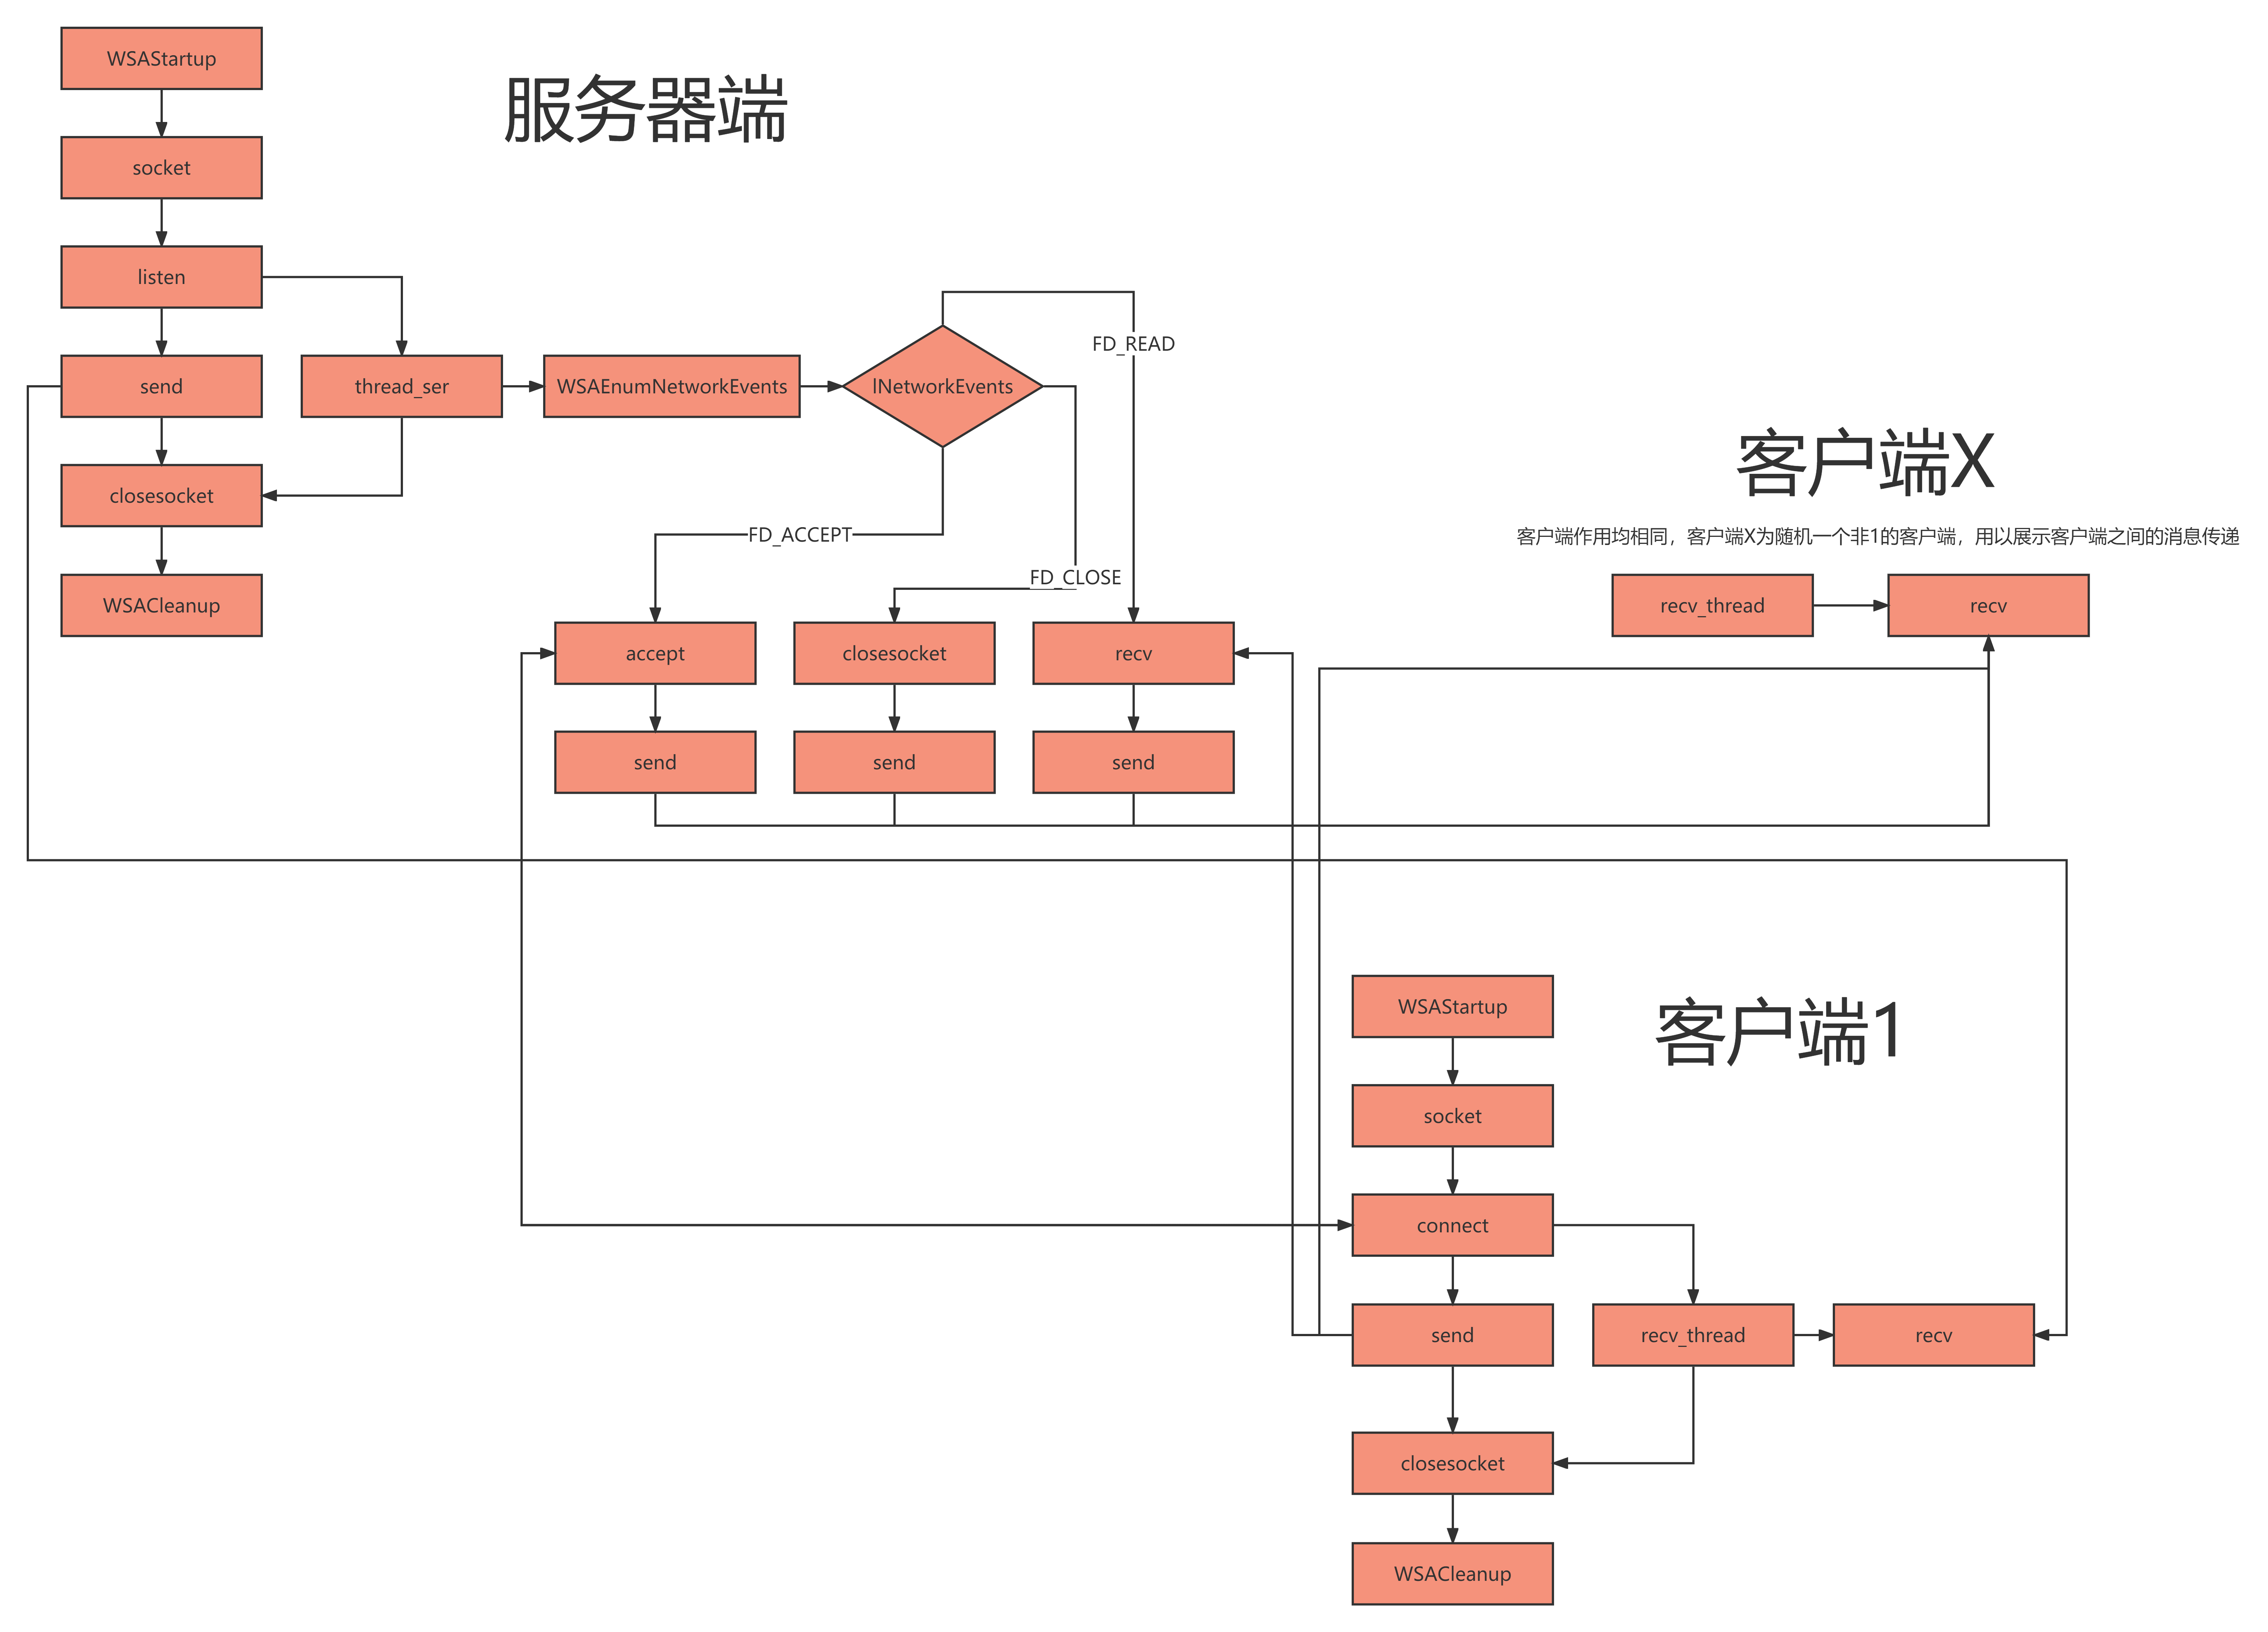 WSAStartup
服务器端
socket
listen
FD_READ
send
thread_ser
WSAEnumNetworkEvents
lNetworkEvents
客户端X
closesocket
FD_ACCEPT
客户端作用均相同，客户端X为随机一个非1的客户端，用以展示客户端之间的消息传递
FD_CLOSE
WSACleanup
recv_thread
recv
accept
closesocket
recv
send
send
send
WSAStartup
客户端1
socket
connect
send
recv_thread
recv
closesocket
WSACleanup